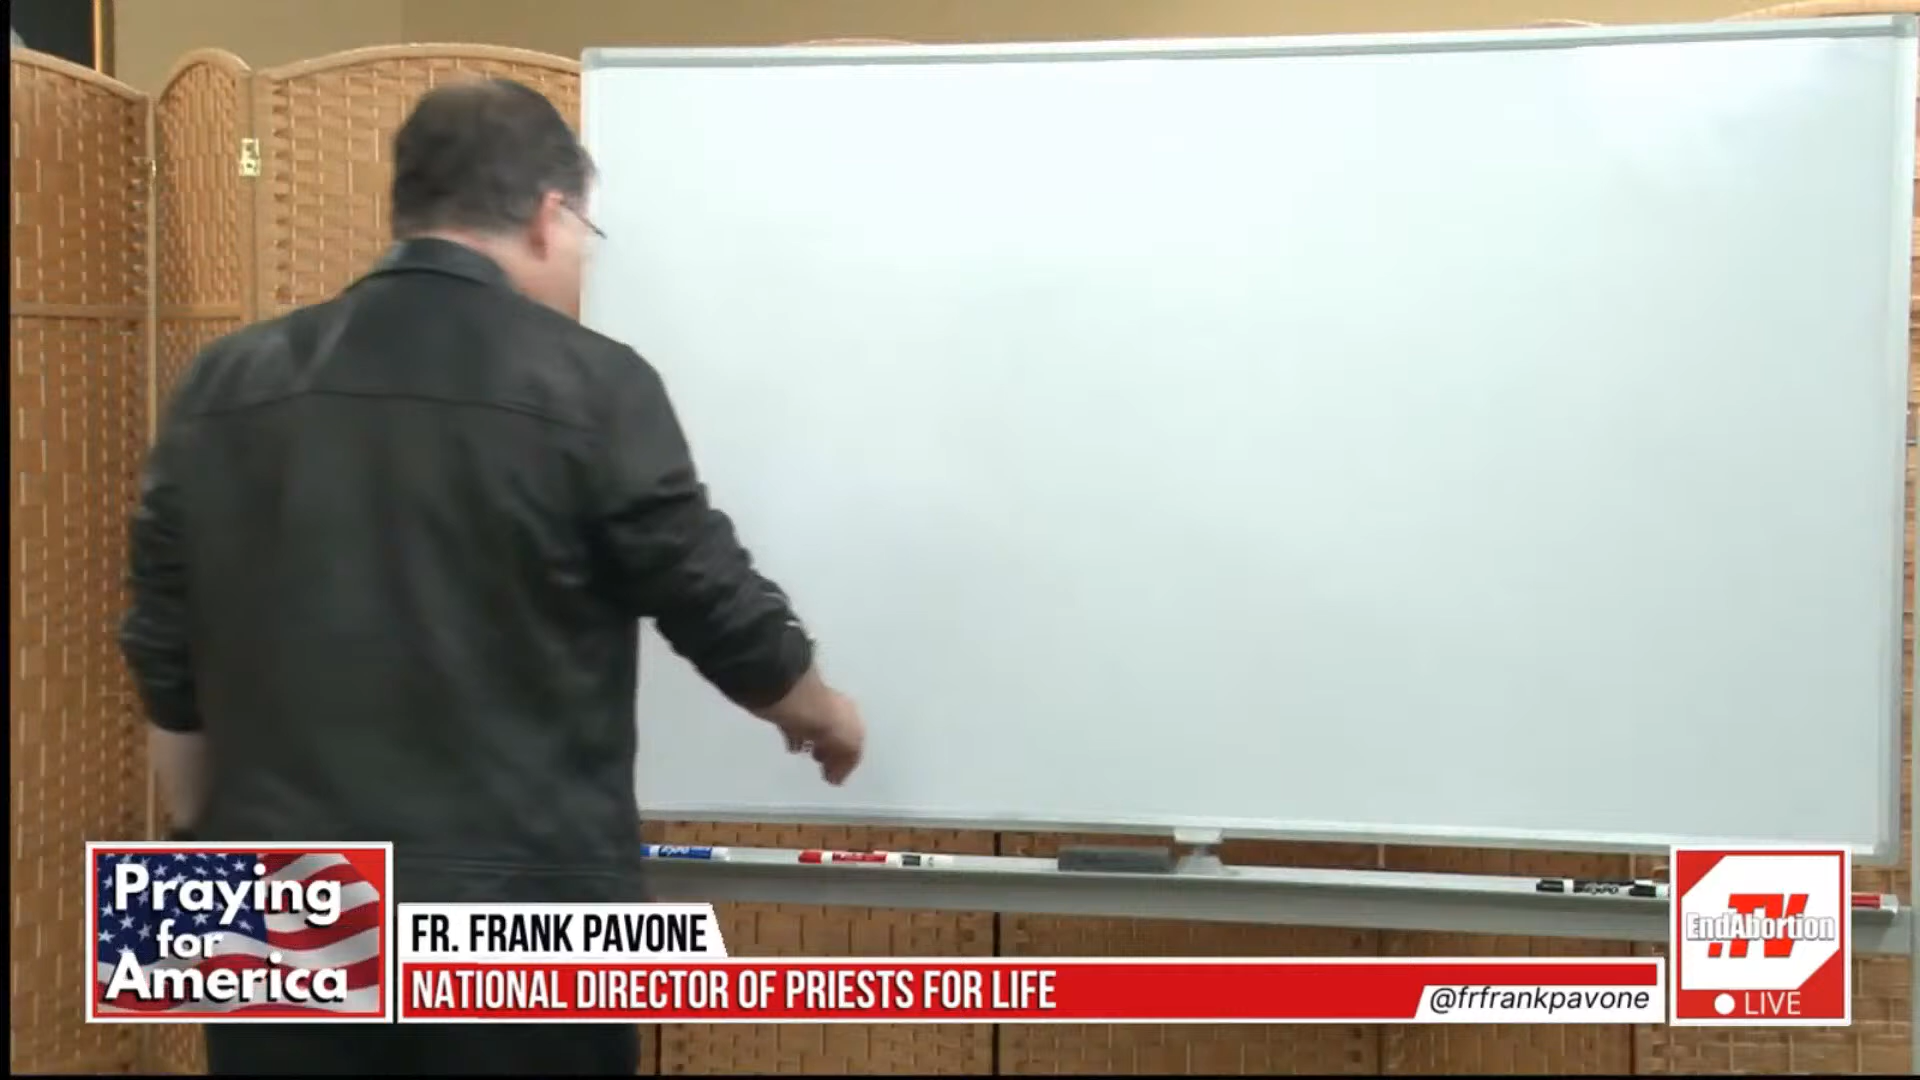 Praying
for
America
FR. FRANK PAVONE
NATIONAL DIRECTOR OF PRIESTS FOR LIFE
@frfrankpavone
.TV
EndAbortion
LIVE